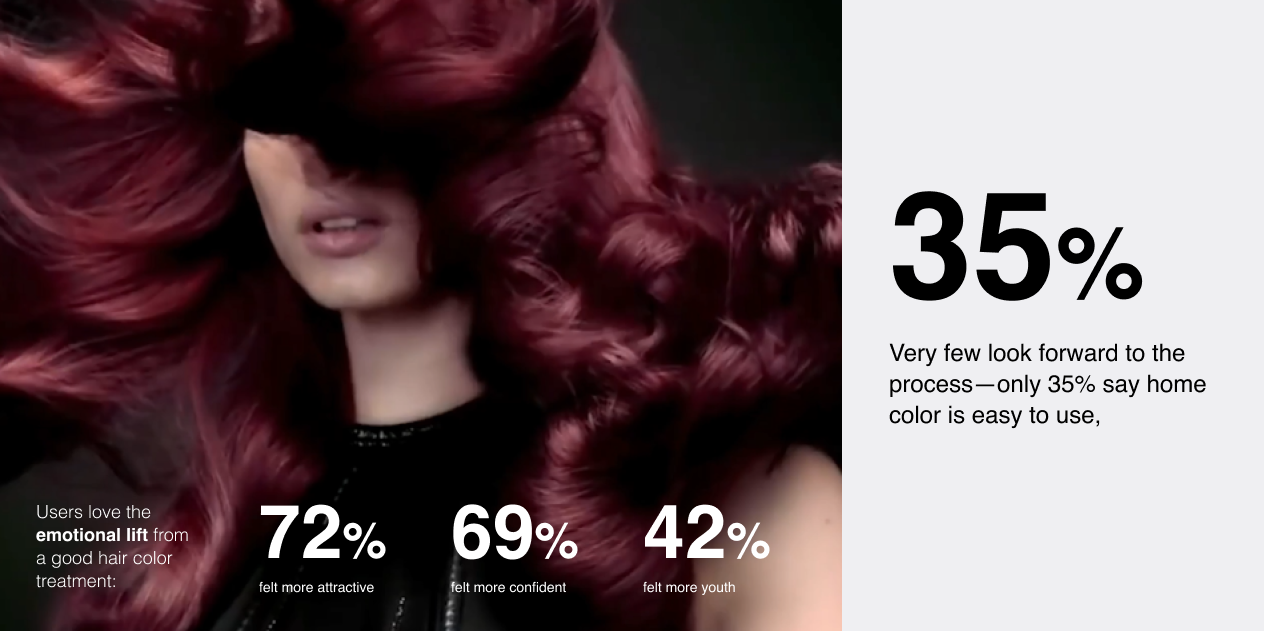 Users love the
emotional lift from
a good hair color
treatment:
72%
felt more attractive
69%
felt more confident
42%
felt more youth
35%
Very few look forward to the
process—only 35% say home
color is easy to use,